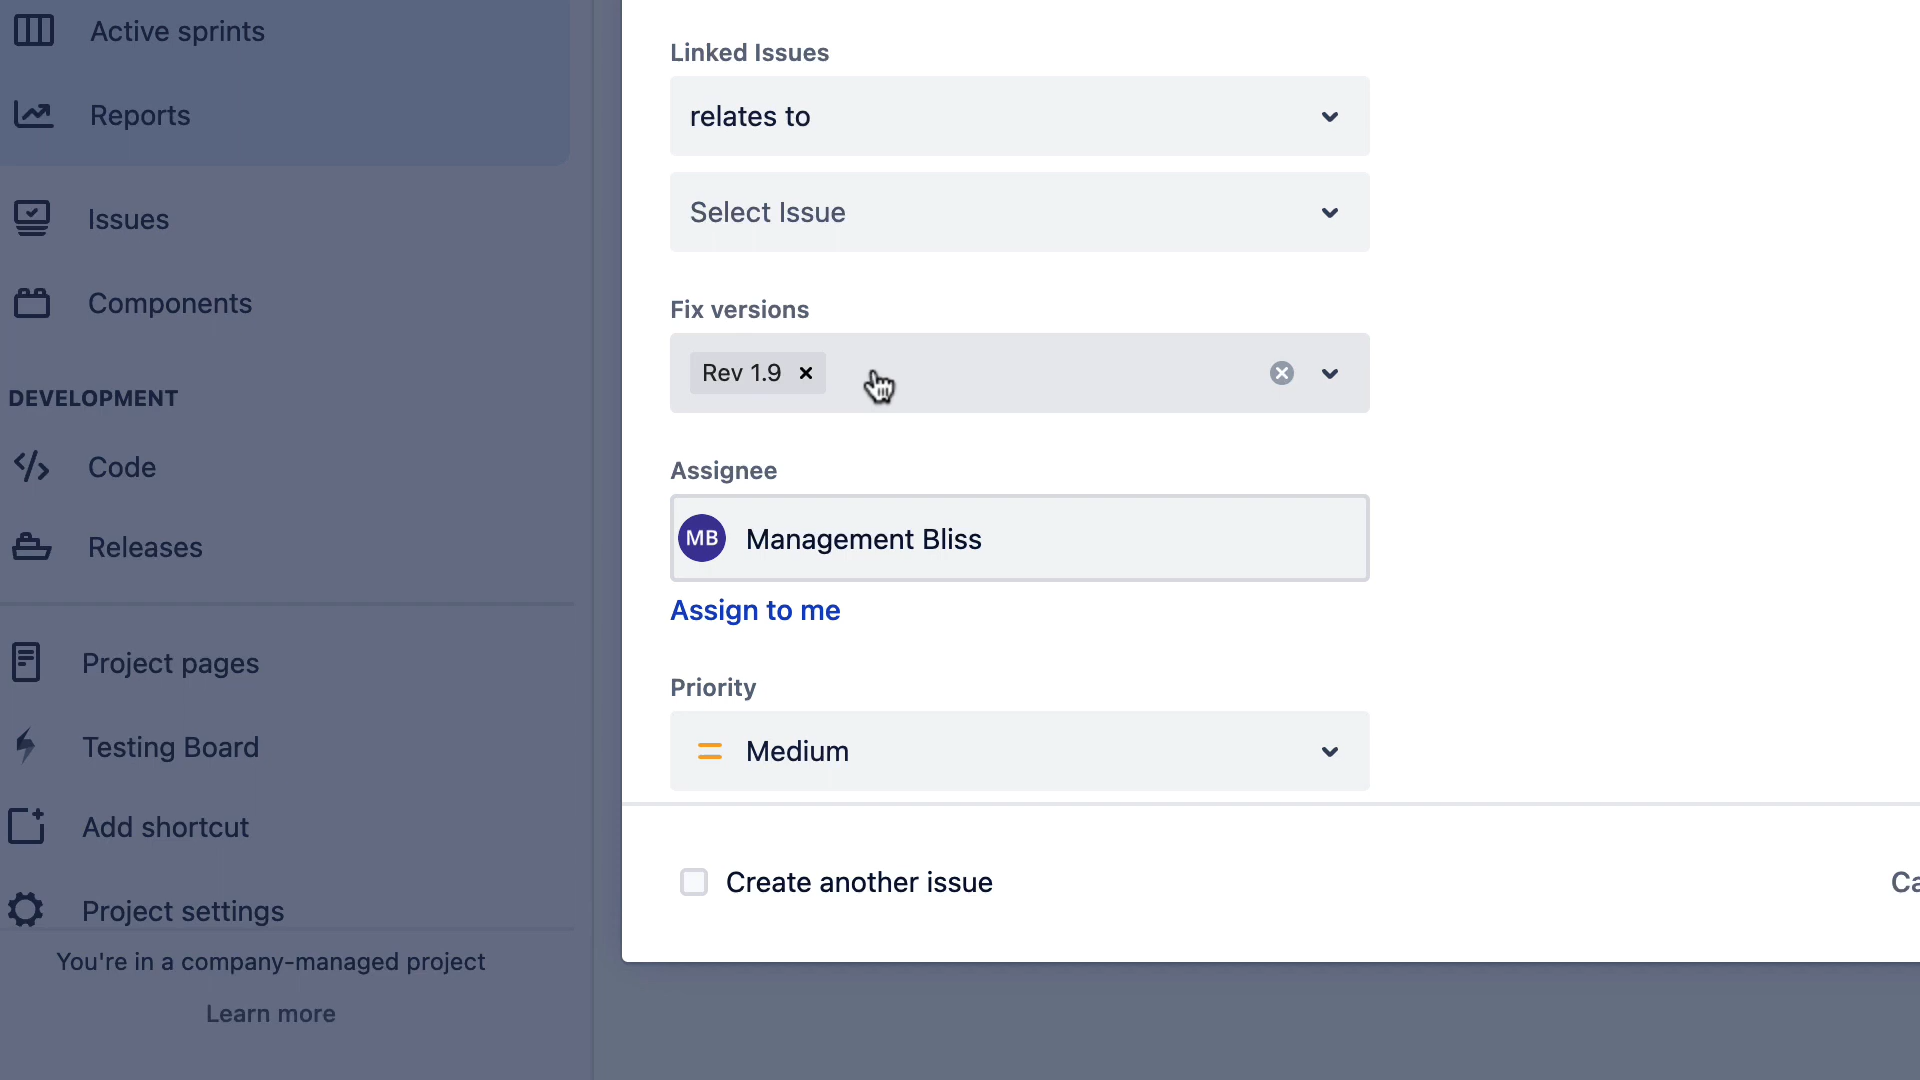 Active sprints
Reports
Issues
Components
DEVELOPMENT
Code
Releases
Project pages
Testing Board
Add shortcut
Project settings
You're in a company-managed project
Learn more
Linked Issues
relates to
Select Issue
Fix versions
Rev 1.9
Assignee
MB Management Bliss
Assign to me
Priority
Medium
Create another issue